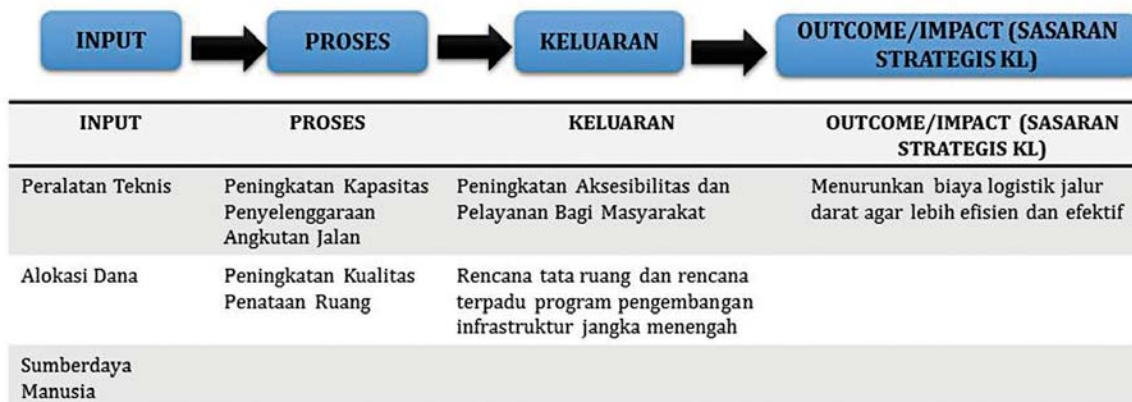 INPUT
PROSES
KELUARAN
OUTCOME/IMPACT (SASARAN
STRATEGIS KL)
INPUT
PROSES
KELUARAN
OUTCOME/IMPACT (SASARAN
STRATEGIS KL)
Peralatan Teknis
Peningkatan Kapasitas
Penyelenggaraan
Angkutan Jalan
Peningkatan Aksesibilitas dan
Pelayanan Bagi Masyarakat
Menurunkan biaya logistik jalur
darat agar lebih efisien dan efektif
Alokasi Dana
Peningkatan Kualitas
Penataan Ruang
Rencana tata ruang dan rencana
terpadu program pengembangan
infrastruktur jangka menengah
Sumberdaya
Manusia